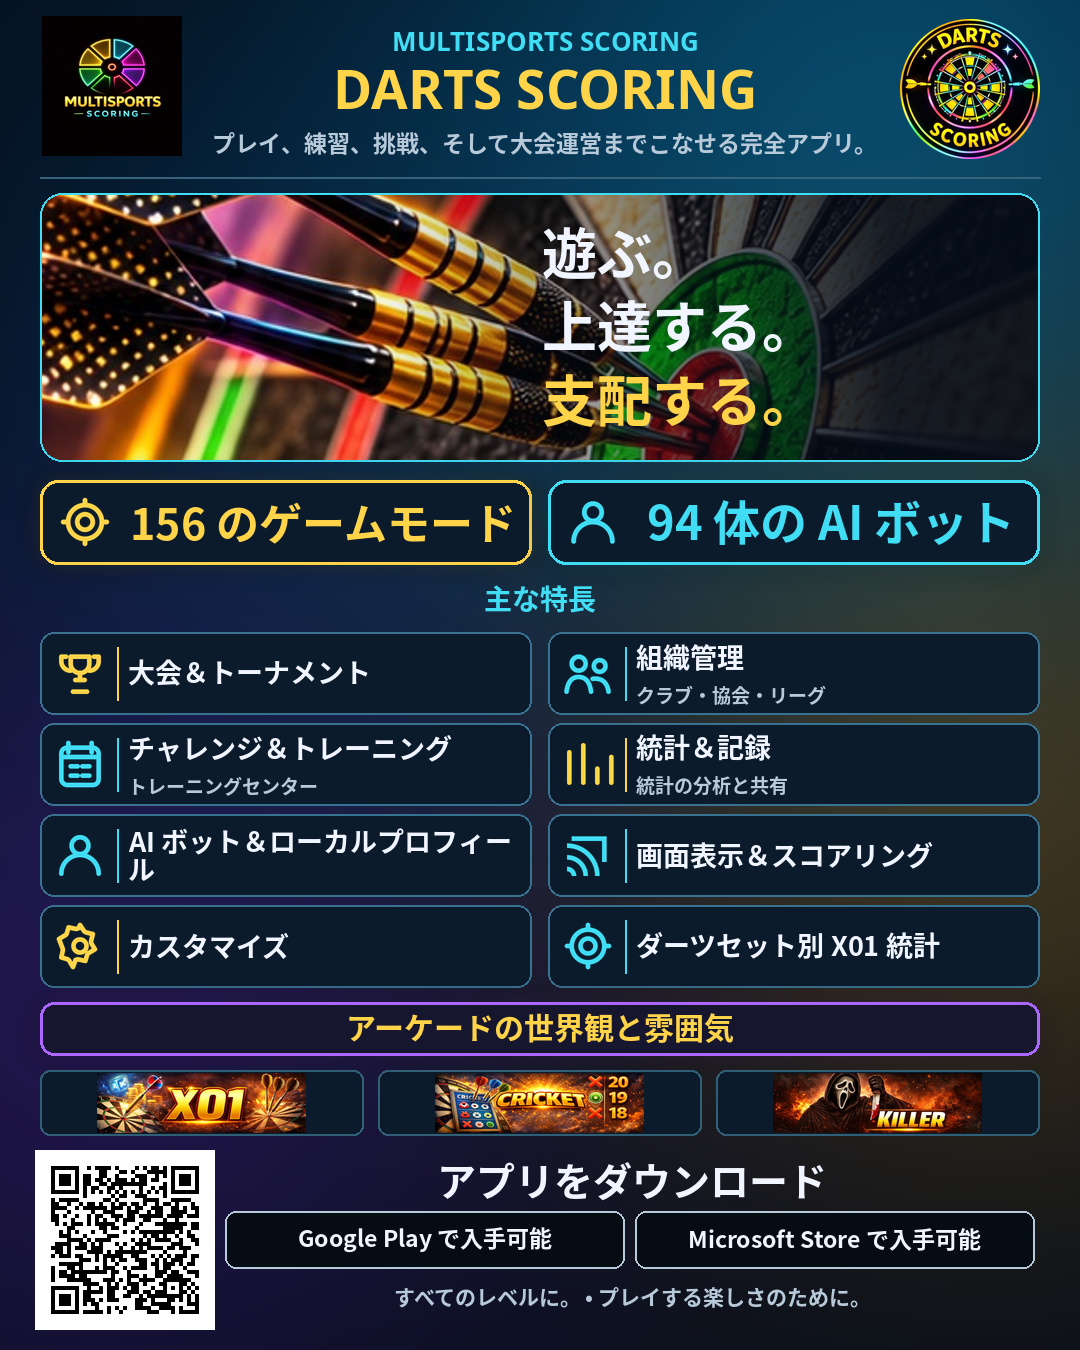 MULTISPORTS
SCORING
MULTISPORTS SCORING
DARTS SCORING
プレイ、練習、挑戦、そして大会運営までこなせる完全アプリ。
DARTS
SCORING
遊ぶ。
上達する。
支配する。
156 のゲームモード
94 体の AI ボット
主な特長
大会＆トーナメント
組織管理
クラブ・協会・リーグ
チャレンジ＆トレーニング
トレーニングセンター
統計＆記録
統計の分析と共有
AI ボット＆ローカルプロフィー
ル
画面表示＆スコアリング
カスタマイズ
ダーツセット別 X01 統計
アーケードの世界観と雰囲気
X01
CRICKET
CRICKET
20
19
18
KILLER
アプリをダウンロード
Google Play で入手可能
Microsoft Store で入手可能
すべてのレベルに。 • プレイする楽しさのために。